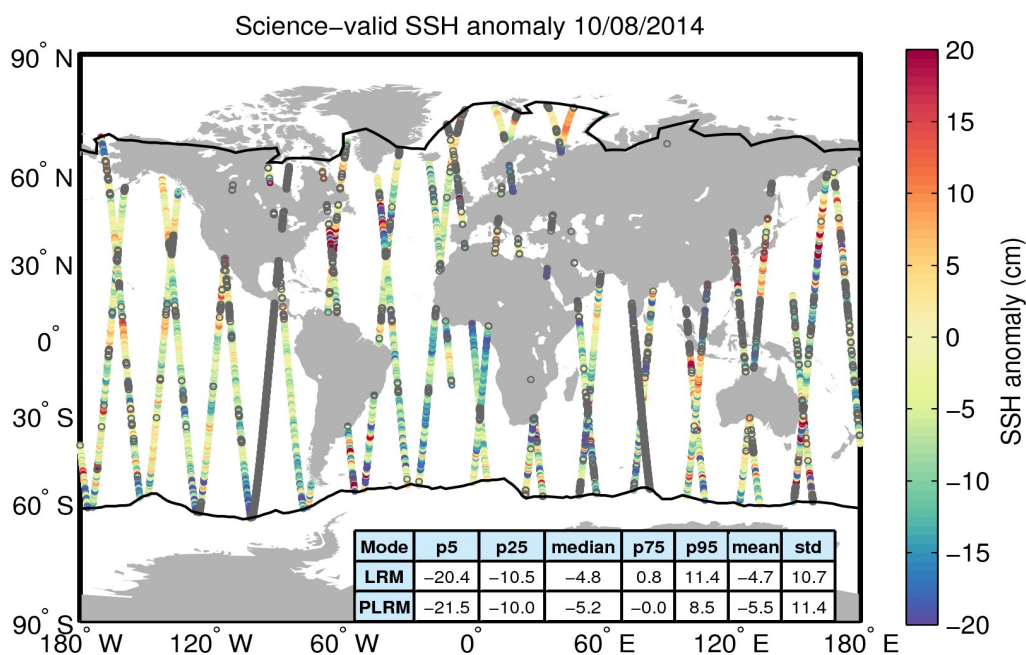 Science−valid SSH anomaly 10/08/2014
90° N
60° N
30° N
0°
30° S
60° S
90° S
180° W
120° W
60° W
0°
60° E
120° E
180° E
Mode p5 p25 median p75 p95 mean std
LRM −20.4 −10.5 −4.8 0.8 11.4 −4.7 10.7
PLRM −21.5 −10.0 −5.2 −0.0 8.5 −5.5 11.4
20
15
10
5
0
−5
−10
−15
−20
SSH anomaly (cm)